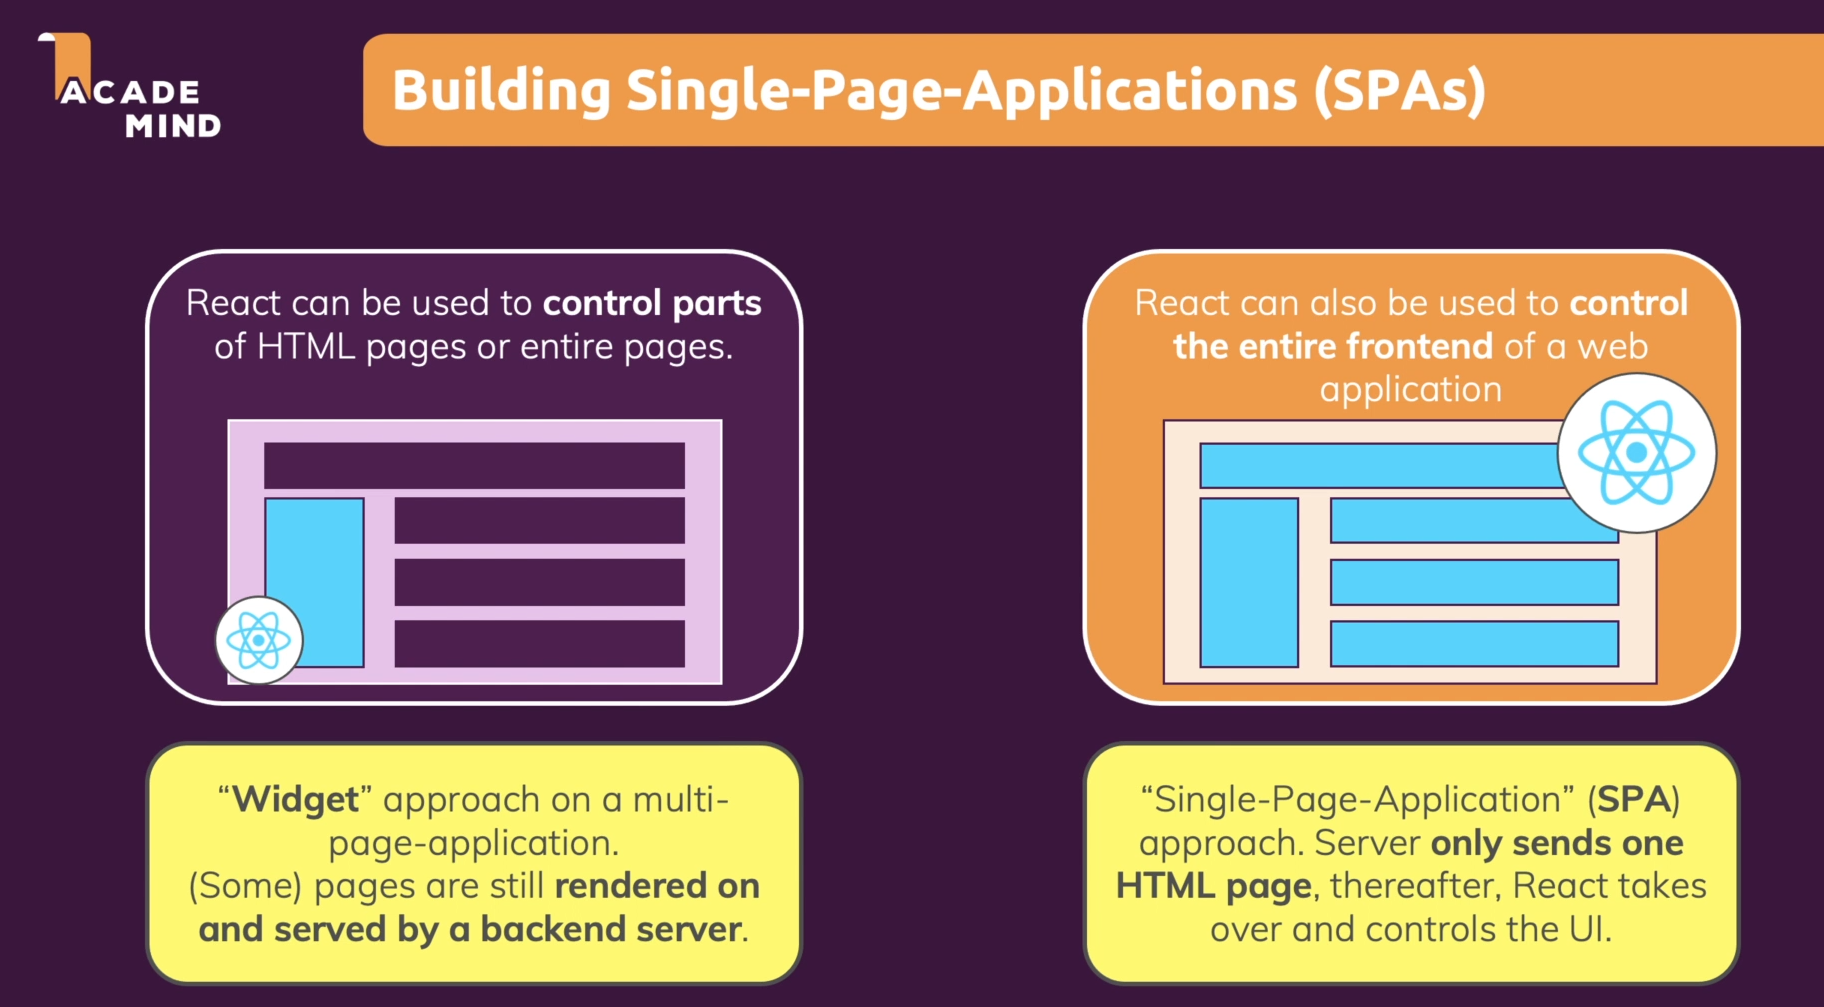 ACADE
MIND
Building Single-Page-Applications (SPAs)
React can be used to control parts
of HTML pages or entire pages.
React can also be used to control
the entire frontend of a web
application
“Widget” approach on a multi-
page-application.
(Some) pages are still rendered on
and served by a backend server.
“Single-Page-Application” (SPA)
approach. Server only sends one
HTML page, thereafter, React takes
over and controls the UI.